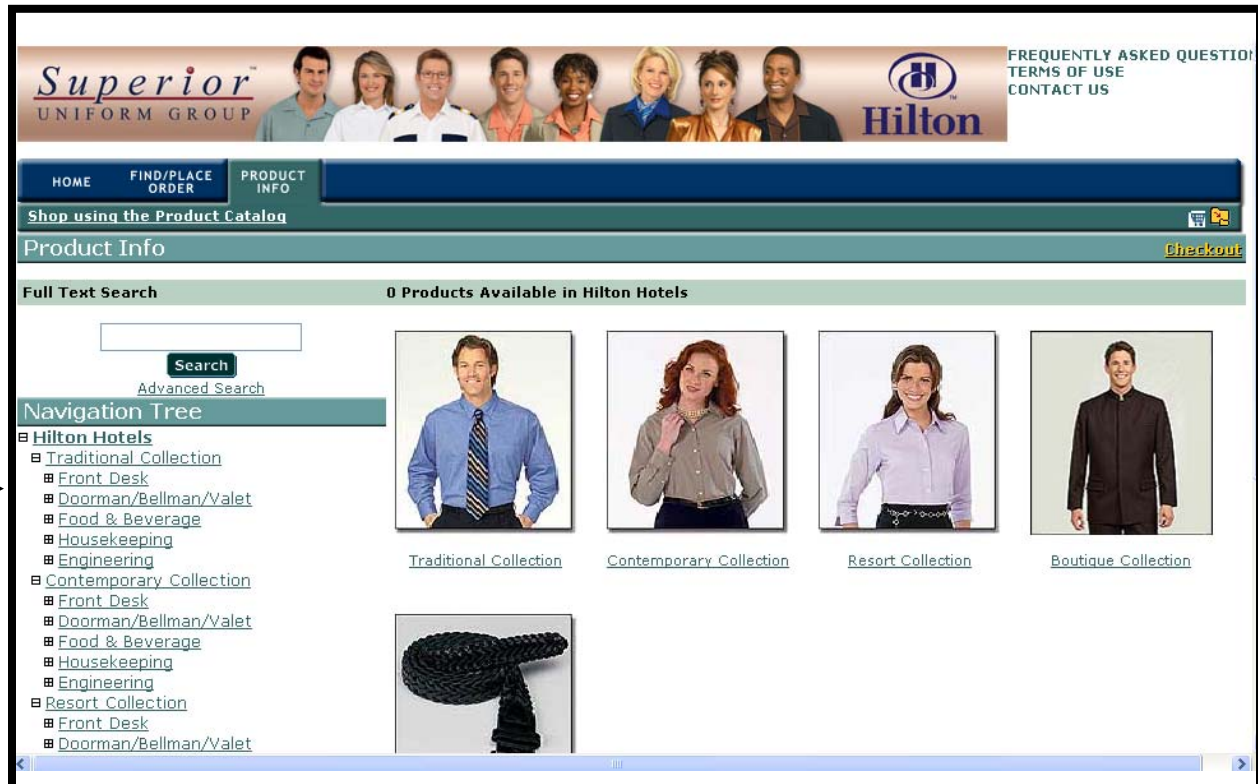 Superior™
UNIFORM GROUP
Hilton
FREQUENTLY ASKED QUESTIO
TERMS OF USE
CONTACT US
HOME
FIND/PLACE
ORDER
PRODUCT
INFO
Shop using the Product Catalog
Product Info
Checkout
Full Text Search
0 Products Available in Hilton Hotels
Search
Advanced Search
Navigation Tree
Hilton Hotels
Traditional Collection
Front Desk
Doorman/Bellman/Valet
Food & Beverage
Housekeeping
Engineering
Contemporary Collection
Front Desk
Doorman/Bellman/Valet
Food & Beverage
Housekeeping
Engineering
Resort Collection
Front Desk
Doorman/Bellman/Valet
Traditional Collection
Contemporary Collection
Resort Collection
Boutique Collection